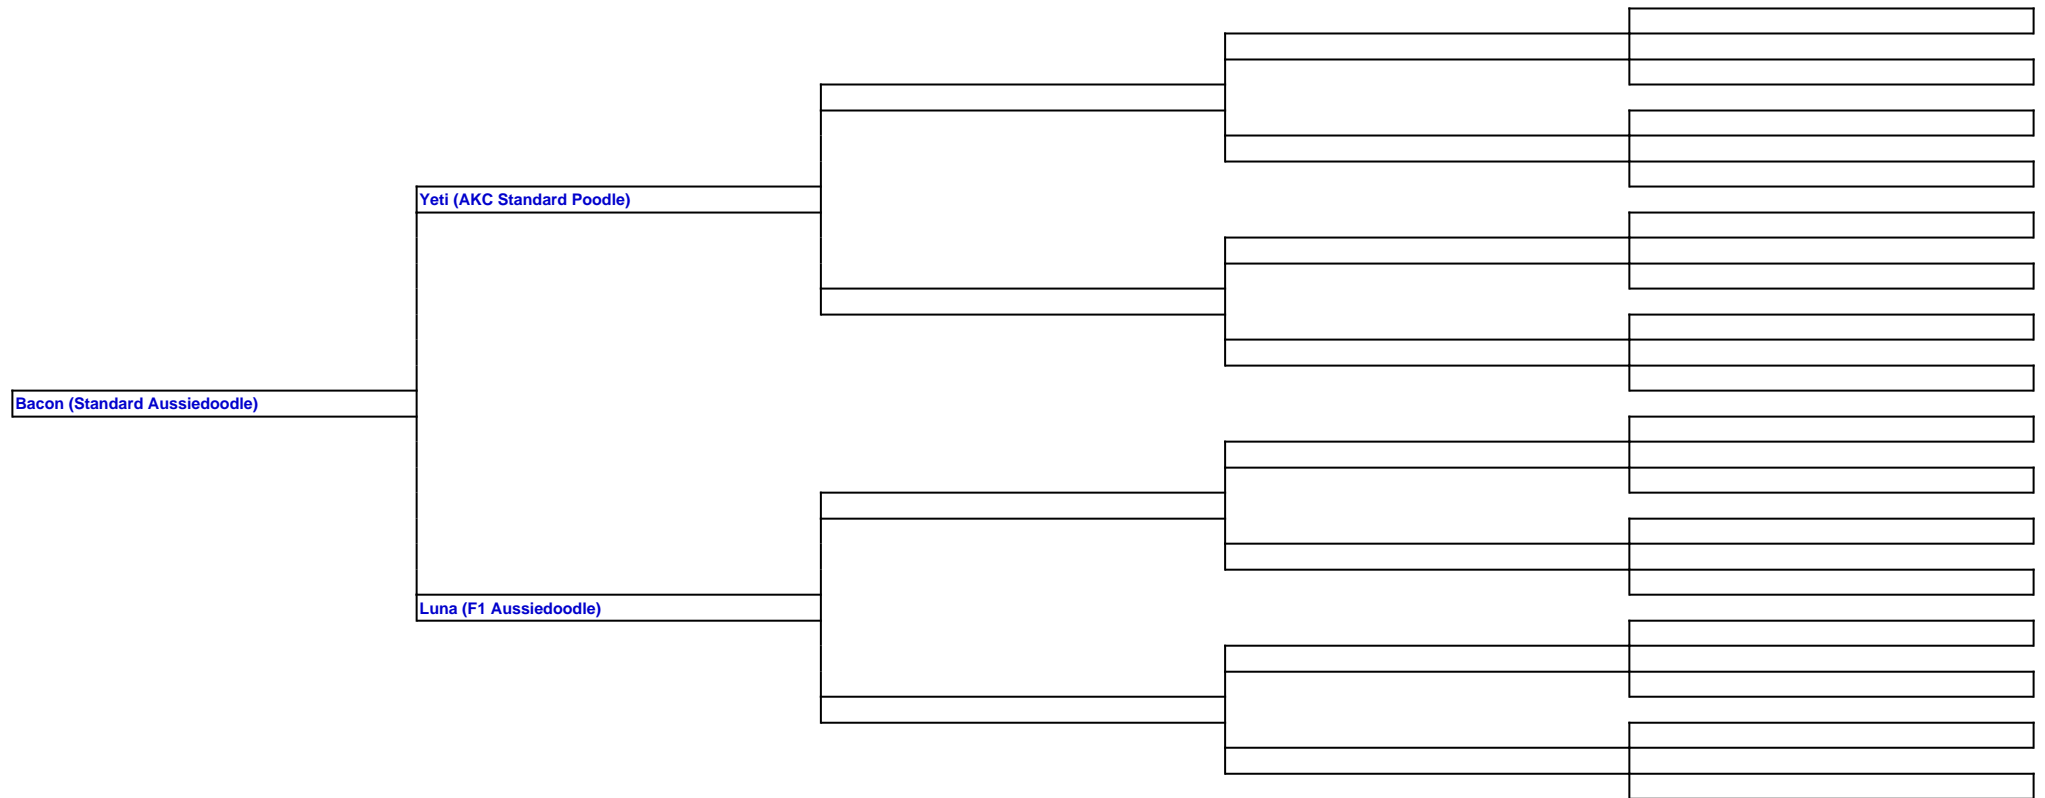 Yeti (AKC Standard Poodle)
Bacon (Standard Aussiedoodle)
Luna (F1 Aussiedoodle)